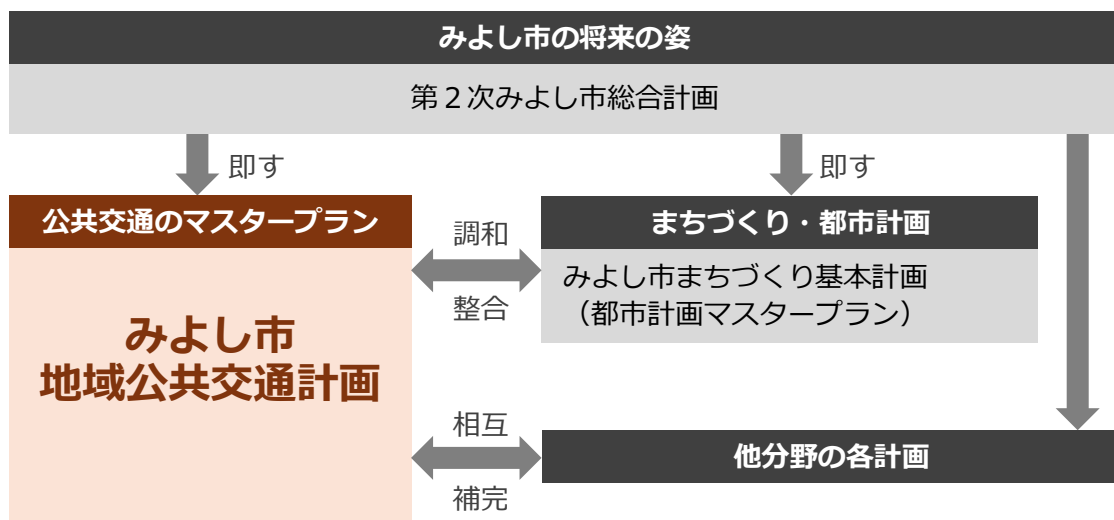 みよし市の将来の姿
第２次みよし市総合計画
即す
即す
公共交通のマスタープラン
みよし市
地域公共交通計画
調和
整合
まちづくり・都市計画
みよし市まちづくり基本計画
（都市計画マスタープラン）
相互
補完
他分野の各計画